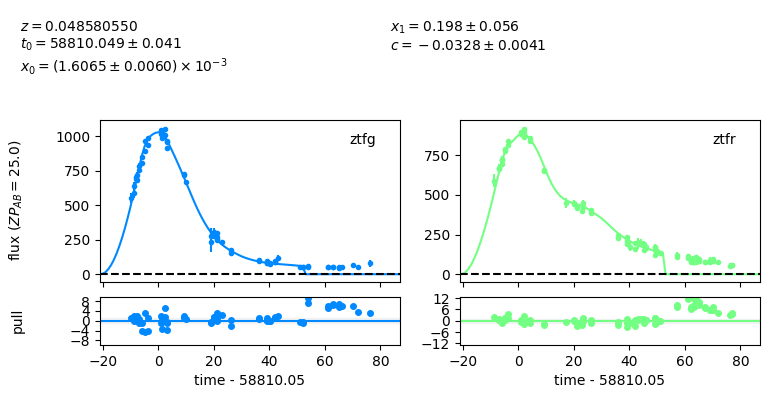 z = 0.048580550
t₀ = 58810.049 ± 0.041
x₀ = (1.6065 ± 0.0060) × 10⁻³
x₁ = 0.198 ± 0.056
c = −0.0328 ± 0.0041
flux (ZP_AB = 25.0)
1000
750
500
250
0
ztfg
750
500
250
0
ztfr
pull
8
4
0
−4
−8
−20 0 20 40 60 80
time - 58810.05
12
6
0
−6
−12
−20 0 20 40 60 80
time - 58810.05